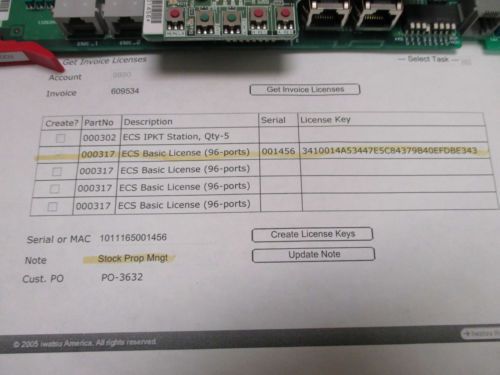 Get Invoice Licenses
— Select Task —
Account
Invoice 609534 Get Invoice Licenses
Create? PartNo Description Serial License Key
000302 ECS IPKT Station, Qty-5
000317 ECS Basic License (96-ports) 001456 3410014A53447E5C84379B40EFDBE343
000317 ECS Basic License (96-ports)
000317 ECS Basic License (96-ports)
000317 ECS Basic License (96-ports)
Serial or MAC 1011165001456 Create License Keys
Note Stock Prop Mngt Update Note
Cust. PO PO-3632
© 2005 Iwatsu America. All rights reserved.